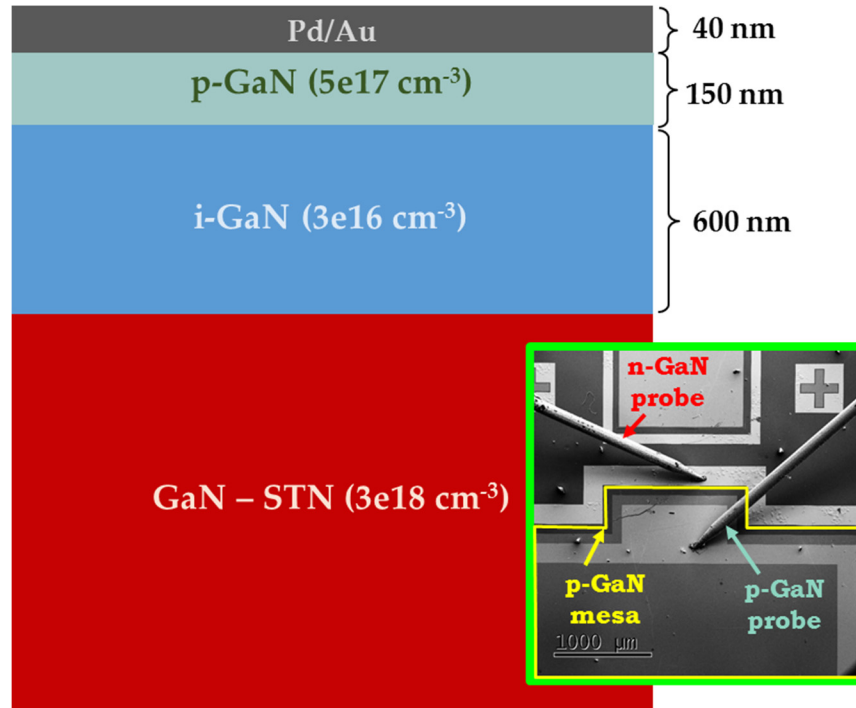 Pd/Au
40 nm
p-GaN (5e17 cm⁻³)
150 nm
i-GaN (3e16 cm⁻³)
600 nm
GaN – STN (3e18 cm⁻³)
n-GaN
probe
p-GaN
mesa
p-GaN
probe
1000 µm